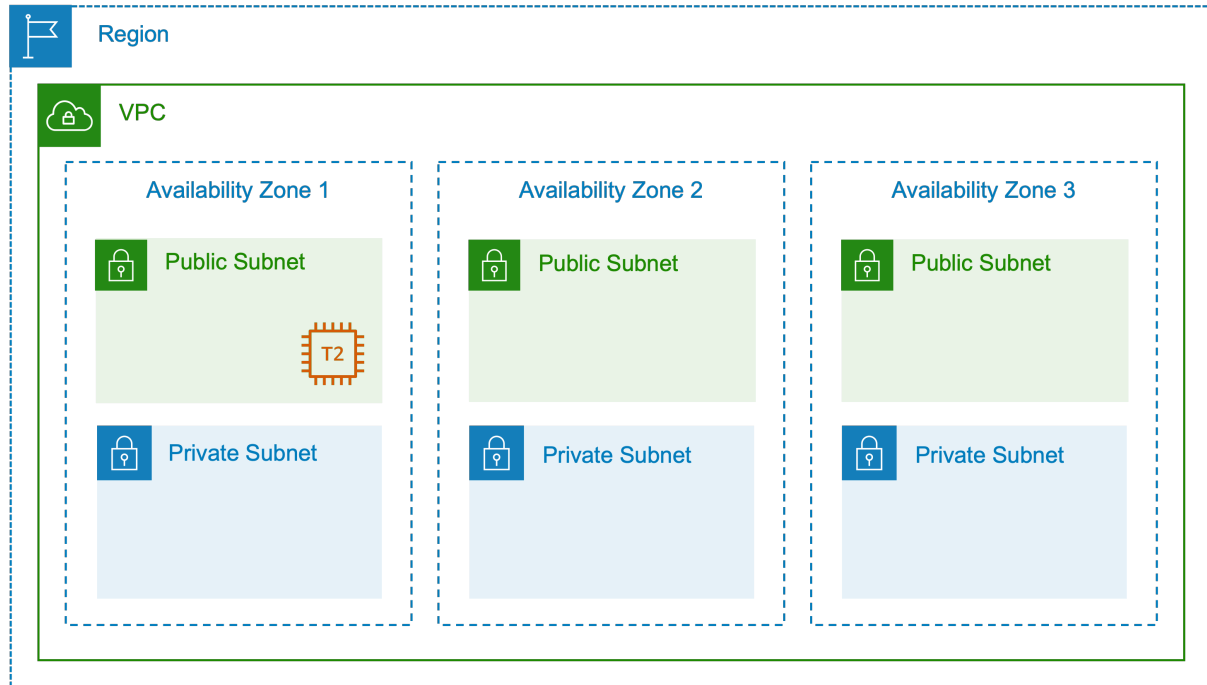 Region
VPC
Availability Zone 1
Availability Zone 2
Availability Zone 3
Public Subnet
Public Subnet
Public Subnet
T2
Private Subnet
Private Subnet
Private Subnet